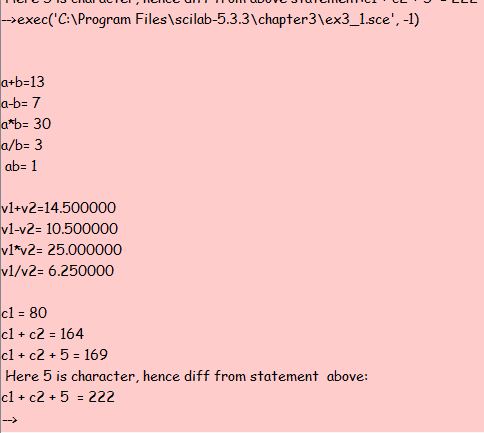 Here 5 is character, hence diff from above statement:c1 + c2 + 5 = 222
-->exec('C:\Program Files\scilab-5.3.3\chapter3\ex3_1.sce', -1)
a+b=13
a-b= 7
a*b= 30
a/b= 3
ab= 1
v1+v2=14.500000
v1-v2= 10.500000
v1*v2= 25.000000
v1/v2= 6.250000
c1 = 80
c1 + c2 = 164
c1 + c2 + 5 = 169
Here 5 is character, hence diff from statement above:
c1 + c2 + 5 = 222
-->